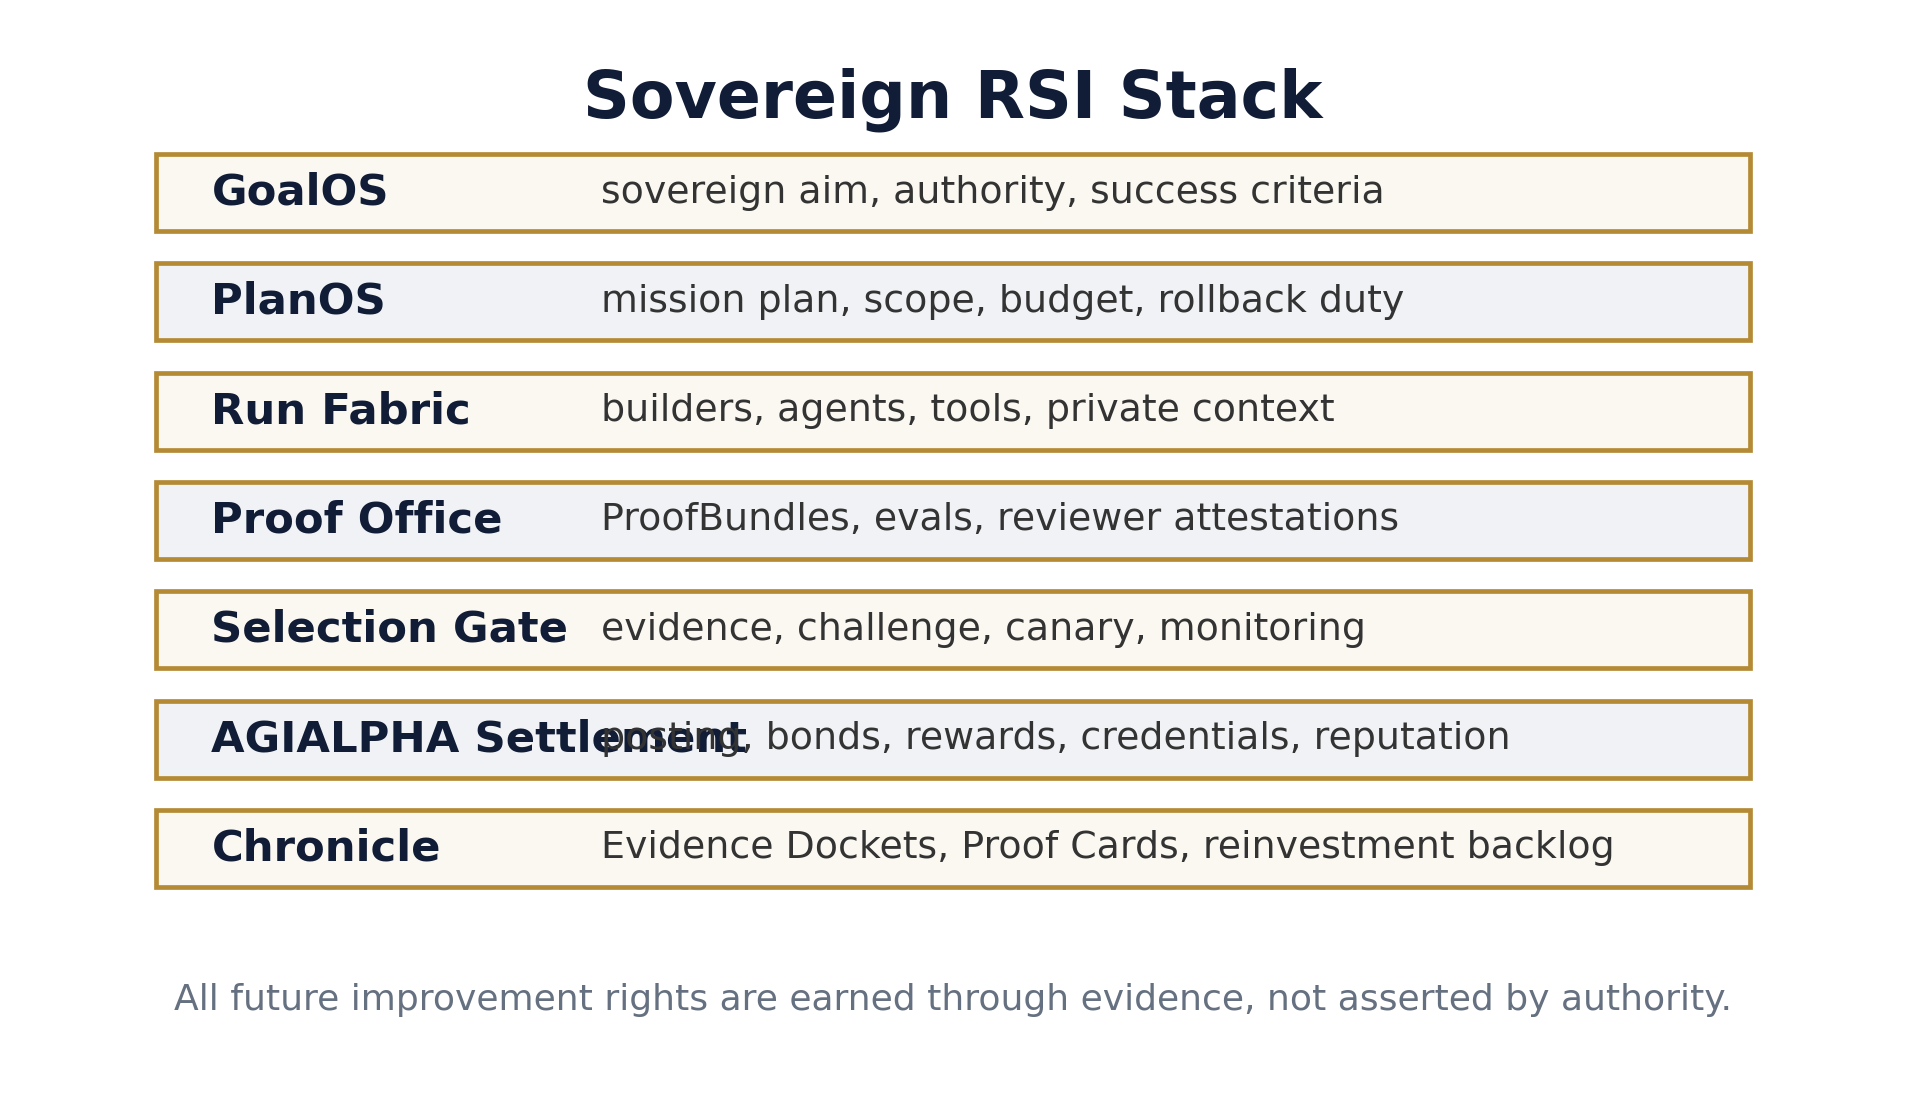 Sovereign RSI Stack
GoalOS sovereign aim, authority, success criteria
PlanOS mission plan, scope, budget, rollback duty
Run Fabric builders, agents, tools, private context
Proof Office ProofBundles, evals, reviewer attestations
Selection Gate evidence, challenge, canary, monitoring
AGIALPHA Settlement posting, bonds, rewards, credentials, reputation
Chronicle Evidence Dockets, Proof Cards, reinvestment backlog
All future improvement rights are earned through evidence, not asserted by authority.